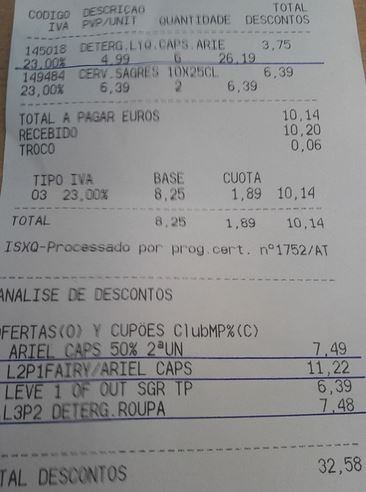 CODIGO DESCRIÇAO TOTAL
IVA PVP/UNIT QUANTIDADE DESCONTOS
145018 DETERG.LYQ.CAPS.ARIE 3,75
23,00% 4,99 6 26,19
149484 CERV.SAGRES 10X25CL 6,39
23,00% 6,39 2 6,39
TOTAL A PAGAR EUROS 10,14
RECEBIDO 10,20
TROCO 0,06
TIPO IVA BASE CUOTA
03 23,00% 8,25 1,89 10,14
TOTAL 8,25 1,89 10,14
ISXQ-Processado por prog.cert. nº1752/AT
ANALISE DE DESCONTOS
OFERTAS(O) Y CUPÕES ClubMP%(C)
ARIEL CAPS 50% 2ªUN 7,49
L2P1FAIRY/ARIEL CAPS 11,22
LEVE 1 OF OUT SGR TP 6,39
L3P2 DETERG.ROUPA 7,48
TAL DESCONTOS 32,58